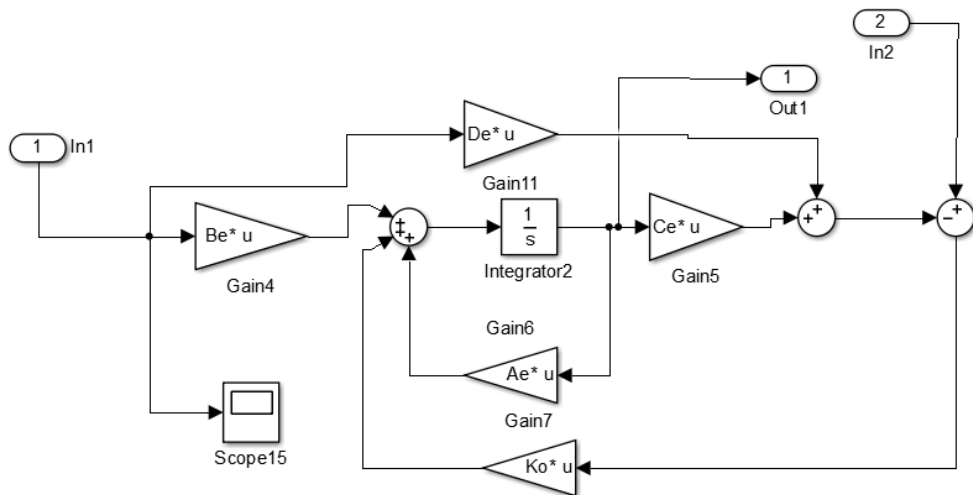 2
In2
1
Out1
1
In1
De* u
Gain11
Be* u
Gain4
‡
+
1
s
Integrator2
Ce* u
Gain5
+
+
+
−
Gain6
Ae* u
Gain7
Ko* u
Scope15